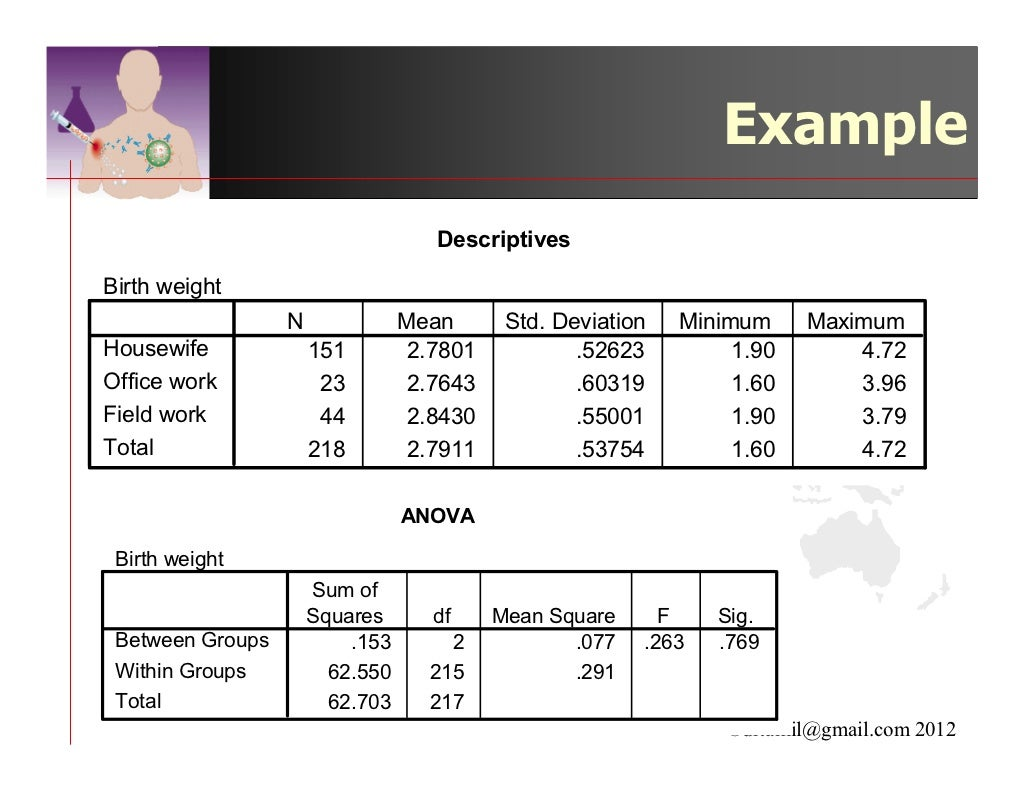 Example
Descriptives
Birth weight
N Mean Std. Deviation Minimum Maximum
Housewife 151 2.7801 .52623 1.90 4.72
Office work 23 2.7643 .60319 1.60 3.96
Field work 44 2.8430 .55001 1.90 3.79
Total 218 2.7911 .53754 1.60 4.72
ANOVA
Birth weight
Sum of
Squares df Mean Square F Sig.
Between Groups .153 2 .077 .263 .769
Within Groups 62.550 215 .291
Total 62.703 217
2012